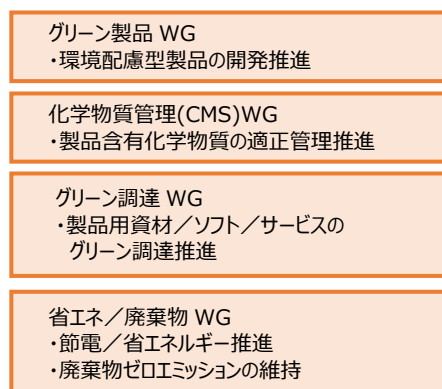 グリーン製品 WG
・環境配慮型製品の開発推進
化学物質管理(CMS)WG
・製品含有化学物質の適正管理推進
グリーン調達 WG
・製品用資材／ソフト／サービスの
グリーン調達推進
省エネ／廃棄物 WG
・節電／省エネルギー推進
・廃棄物ゼロエミッションの維持